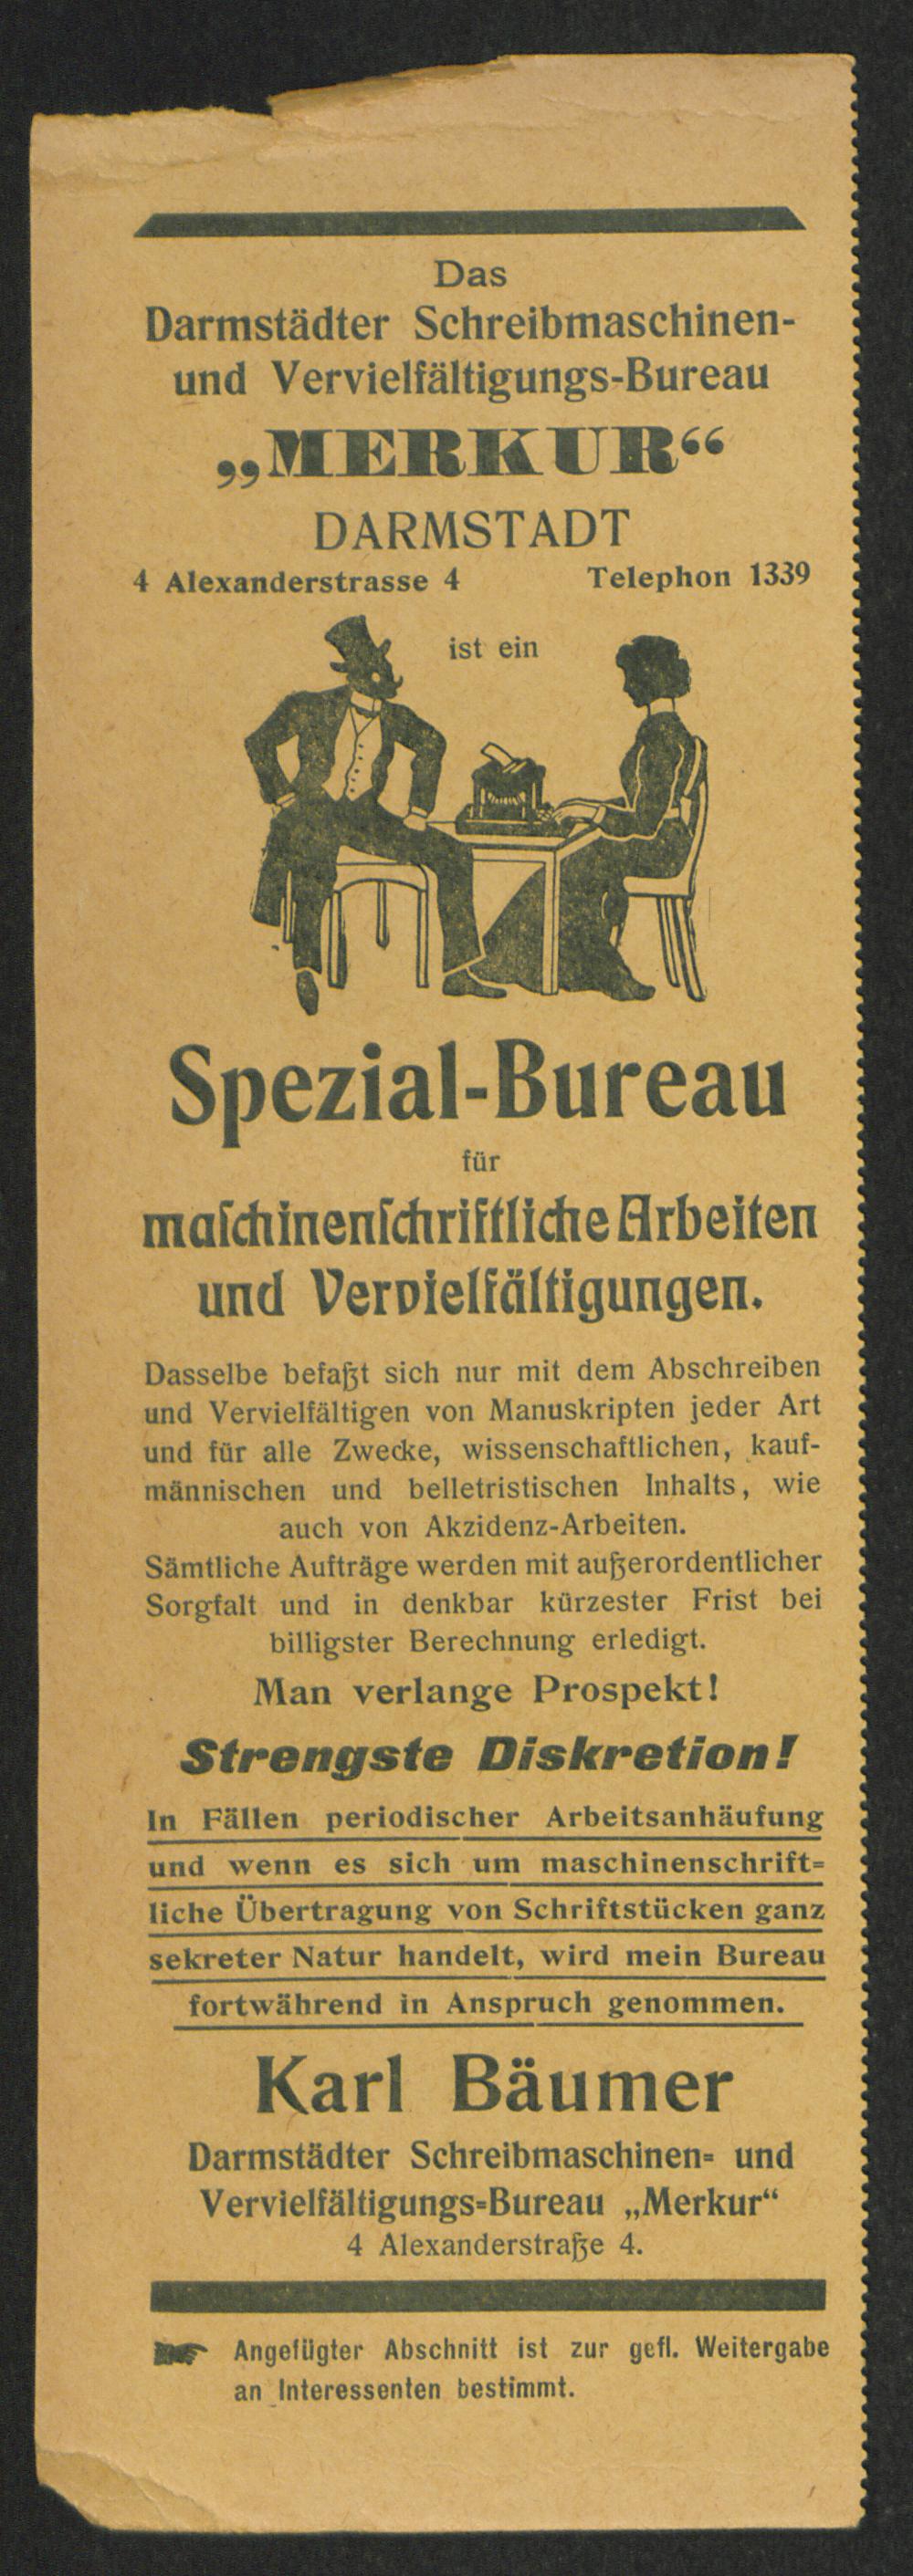 Das
Darmstädter Schreibmaschinen-
und Vervielfältigungs-Bureau
„MERKUR“
DARMSTADT
4 Alexanderstrasse 4 Telephon 1339
ist ein
Spezial-Bureau
für
maſchinenſchriftliche Arbeiten
und Vervielfältigungen.
Dasselbe befaßt sich nur mit dem Abschreiben
und Vervielfältigen von Manuskripten jeder Art
und für alle Zwecke, wissenschaftlichen, kauf-
männischen und belletristischen Inhalts, wie
auch von Akzidenz-Arbeiten.
Sämtliche Aufträge werden mit außerordentlicher
Sorgfalt und in denkbar kürzester Frist bei
billigster Berechnung erledigt.
Man verlange Prospekt!
Strengste Diskretion!
In Fällen periodischer Arbeitsanhäufung
und wenn es sich um maschinenschrift-
liche Übertragung von Schriftstücken ganz
sekreter Natur handelt, wird mein Bureau
fortwährend in Anspruch genommen.
Karl Bäumer
Darmstädter Schreibmaschinen- und
Vervielfältigungs-Bureau „Merkur“
4 Alexanderstraße 4.
☛ Angefügter Abschnitt ist zur gefl. Weitergabe
an Interessenten bestimmt.